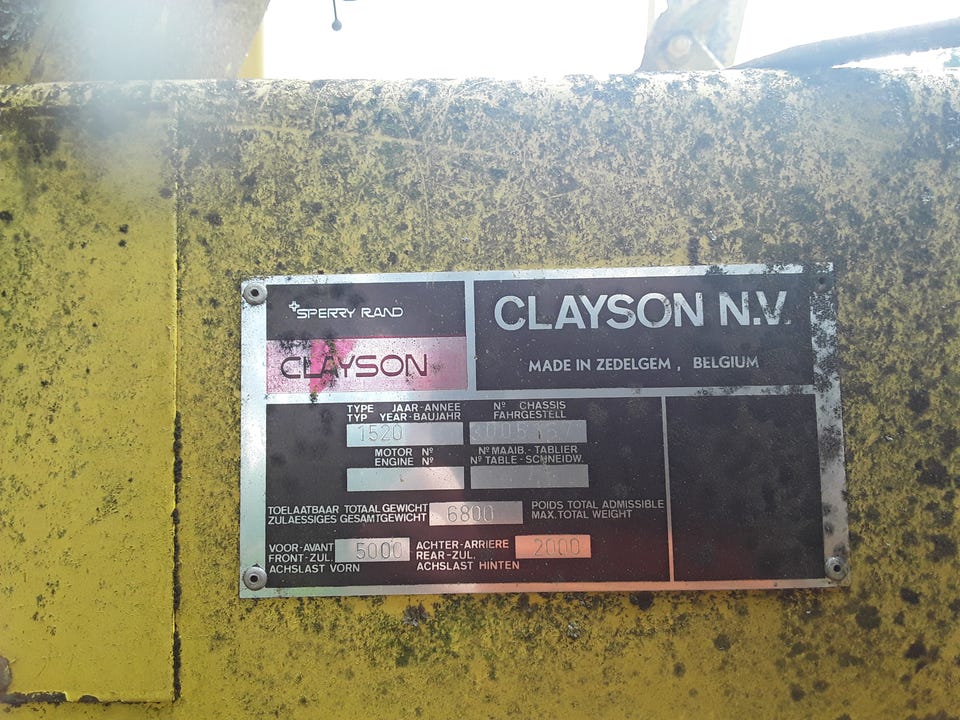 SPERRY RAND
CLAYSON
CLAYSON N.V.
MADE IN ZEDELGEM, BELGIUM
TYPE JAAR-ANNEE
TYP YEAR-BAUJAHR
1520
Nº CHASSIS
FAHRGESTELL
MOTOR Nº
ENGINE Nº
Nº MAAIB.-TABLIER
Nº TABLE-SCHNEIDW.
TOELAATBAAR TOTAALGEWICHT
ZULAESSIGES GESAMTGEWICHT
6800
POIDS TOTAL ADMISSIBLE
MAX. TOTAL WEIGHT
VOOR-AVANT
FRONT-ZUL.
ACHSLAST VORN
5000
ACHTER-ARRIERE
REAR-ZUL.
ACHSLAST HINTEN
2000